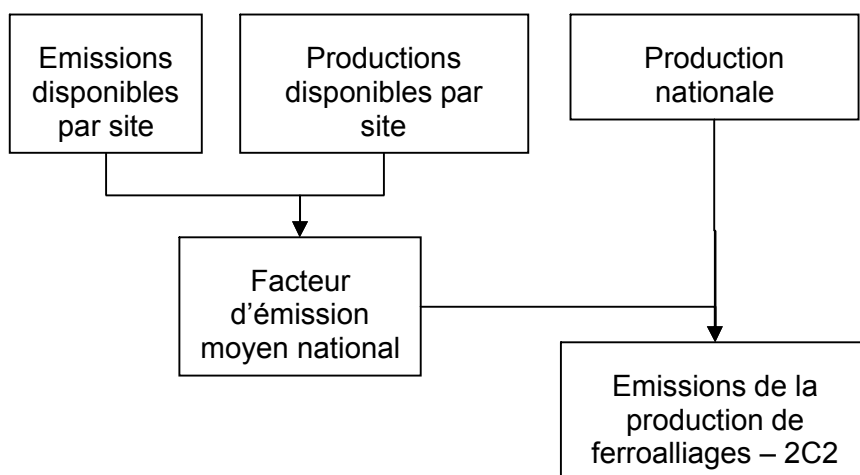 Emissions
disponibles
par site
Productions
disponibles par
site
Production
nationale
Facteur
d'émission
moyen national
Emissions de la
production de
ferroalliages – 2C2